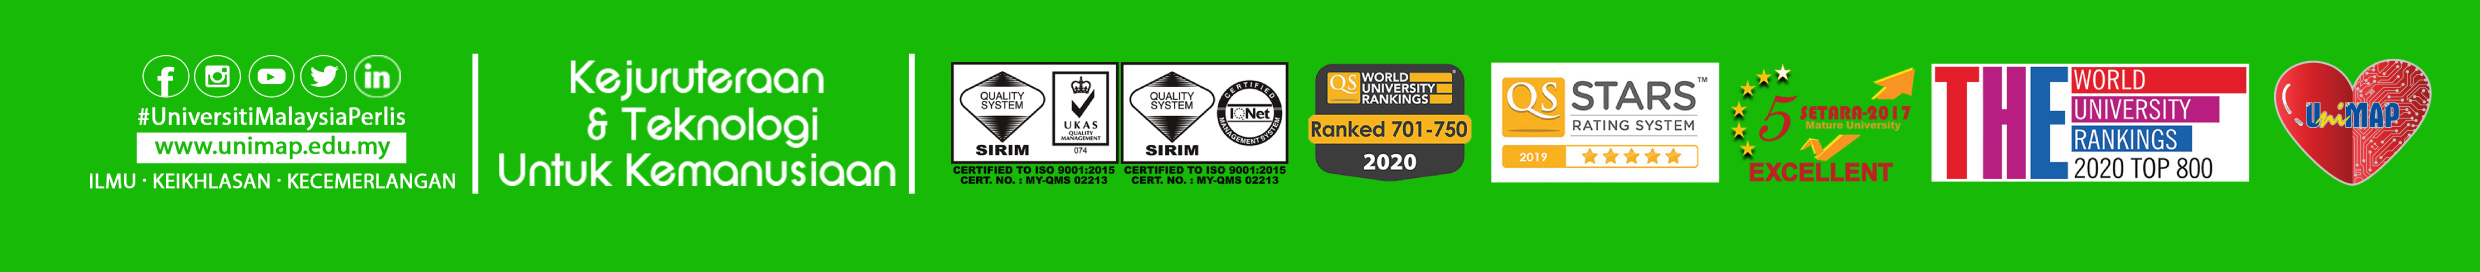 #UniversitiMalaysiaPerlis
www.unimap.edu.my
ILMU · KEIKHLASAN · KECEMERLANGAN
Kejuruteraan
& Teknologi
Untuk Kemanusiaan
QUALITY
SYSTEM
SIRIM
UKAS
QUALITY
MANAGEMENT
074
CERTIFIED TO ISO 9001:2015
CERT. NO. : MY-QMS 02213
QUALITY
SYSTEM
SIRIM
CERTIFIED
IQNet
MANAGEMENT SYSTEM
CERTIFIED TO ISO 9001:2015
CERT. NO. : MY-QMS 02213
QS WORLD
UNIVERSITY
RANKINGS
Ranked 701-750
2020
QS STARS™
RATING SYSTEM
2019
5 SETARA-2017
Mature University
EXCELLENT
THE WORLD
UNIVERSITY
RANKINGS
2020 TOP 800
UniMAP